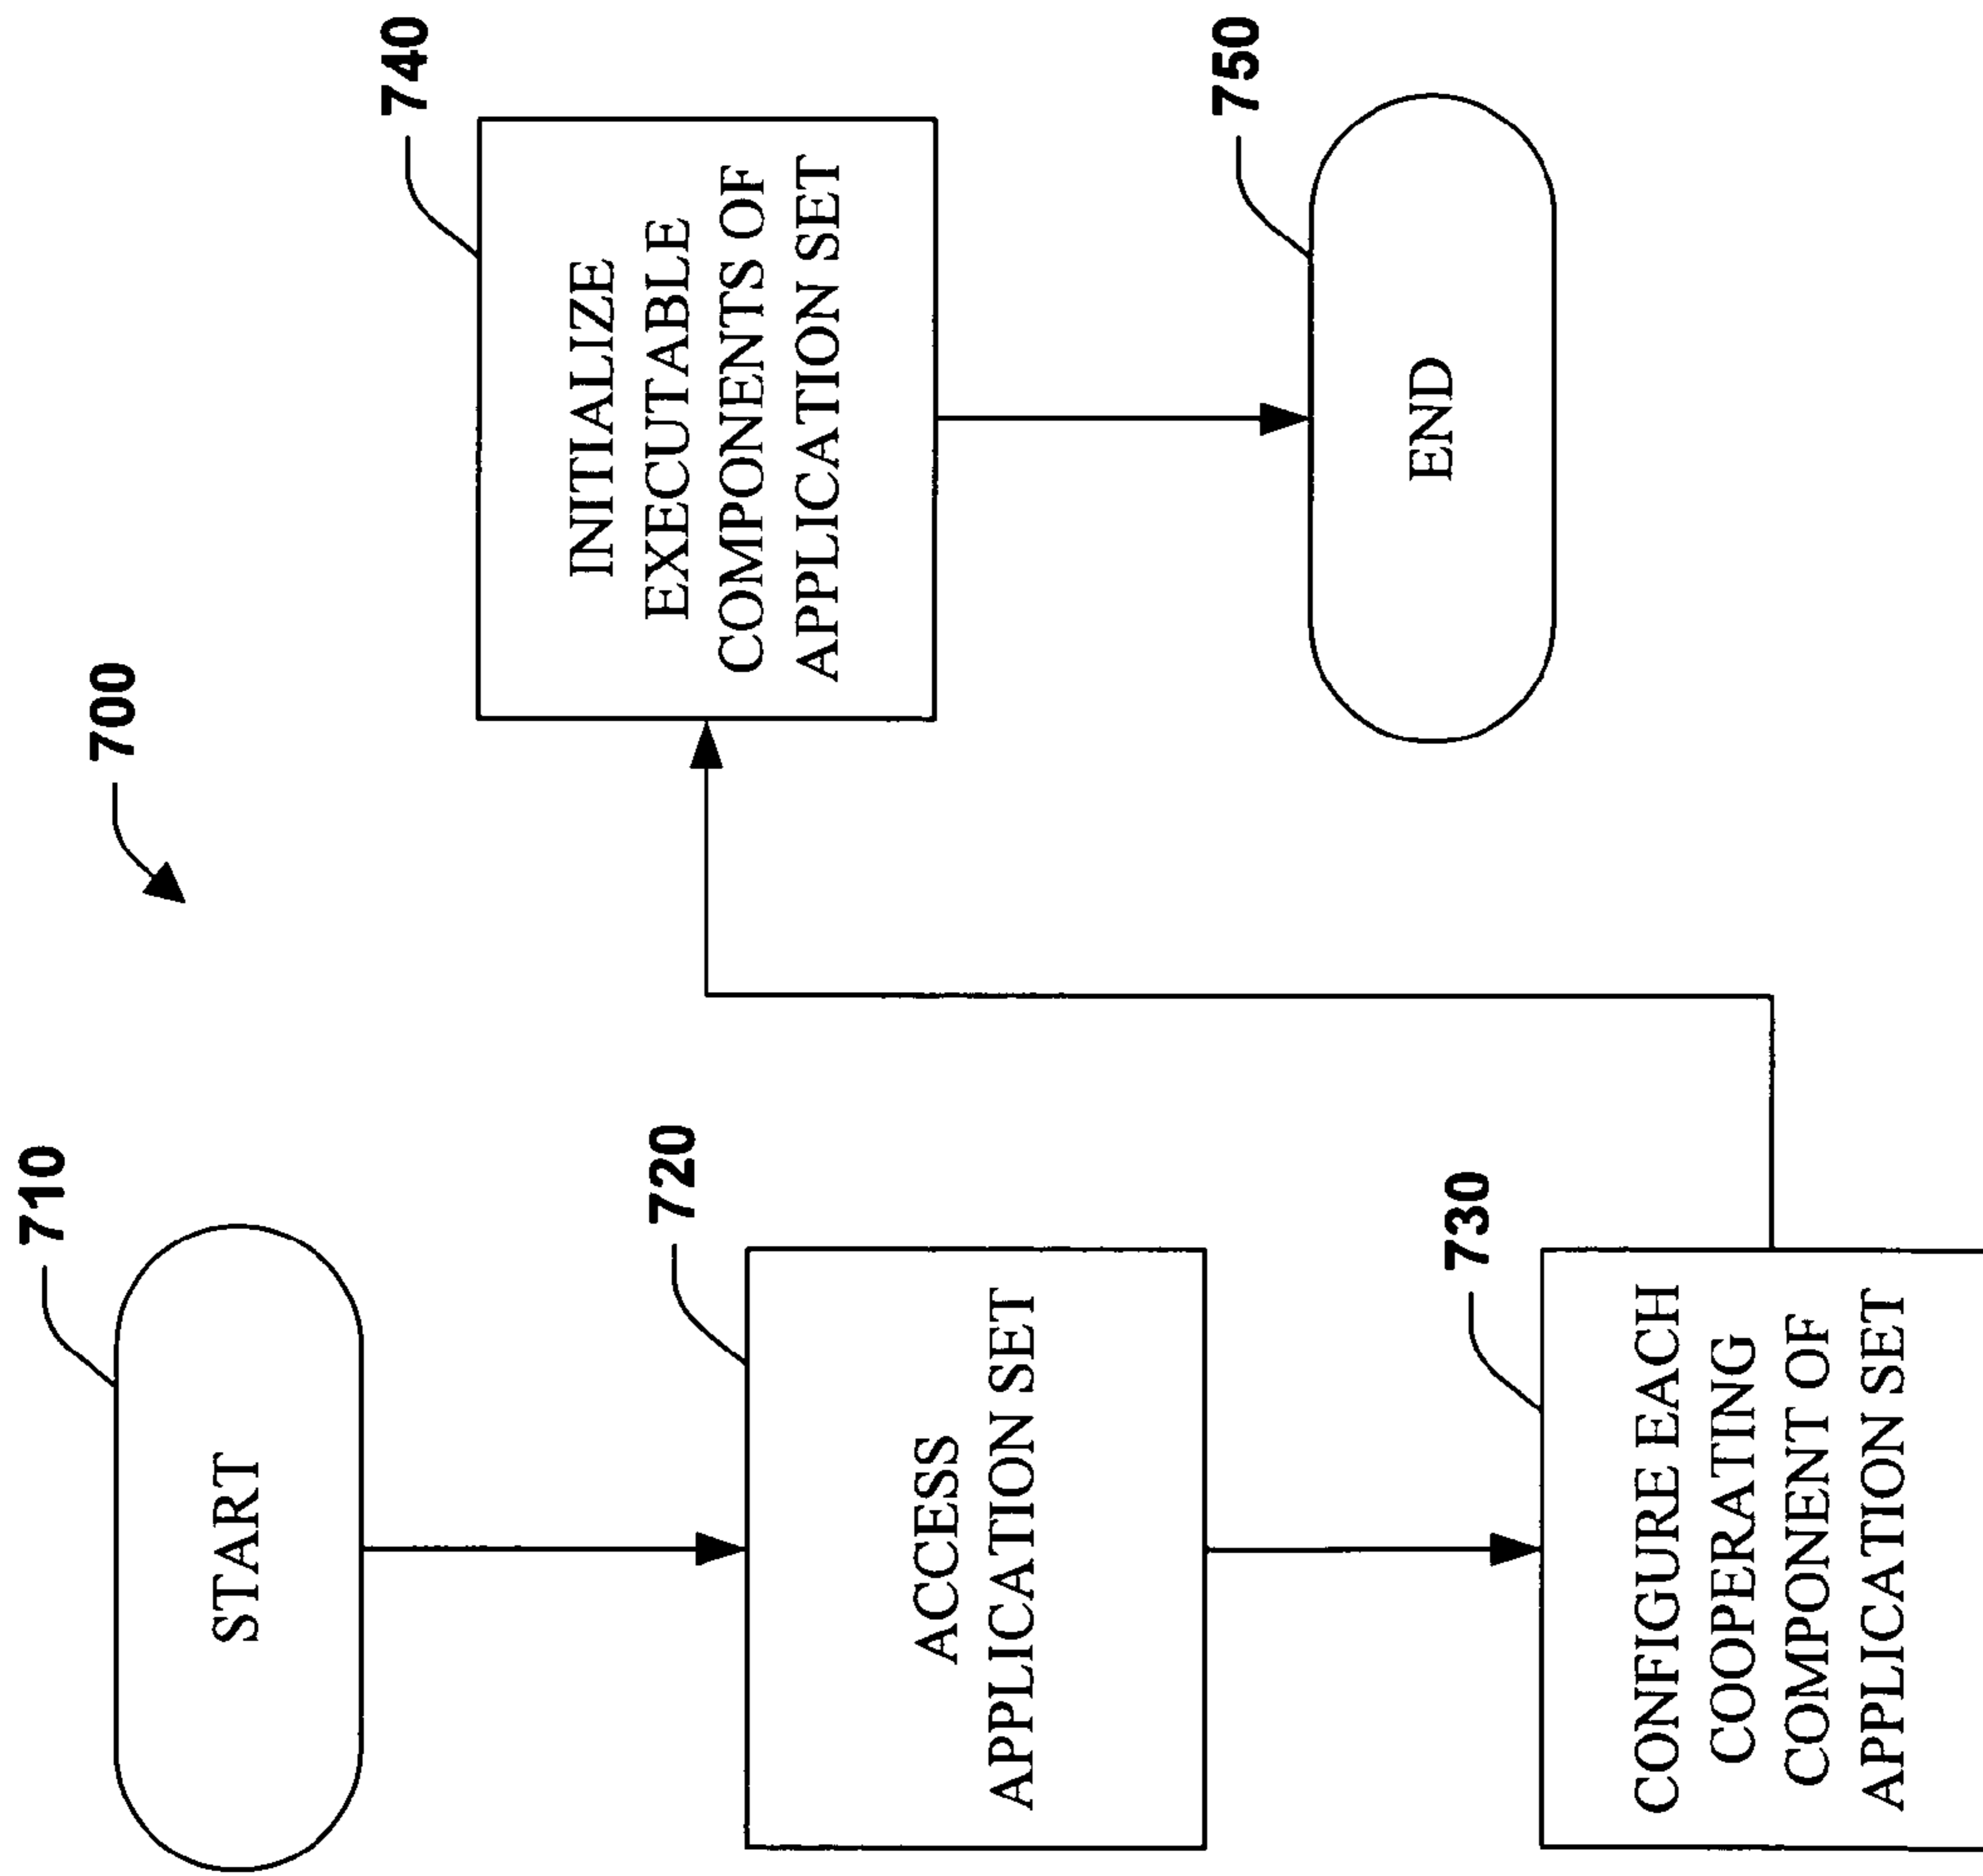 700
710
START
720
ACCESS
APPLICATION SET
730
CONFIGURE EACH
COOPERATING
COMPONENT OF
APPLICATION SET
740
INITIALIZE
EXECUTABLE
COMPONENTS OF
APPLICATION SET
750
END